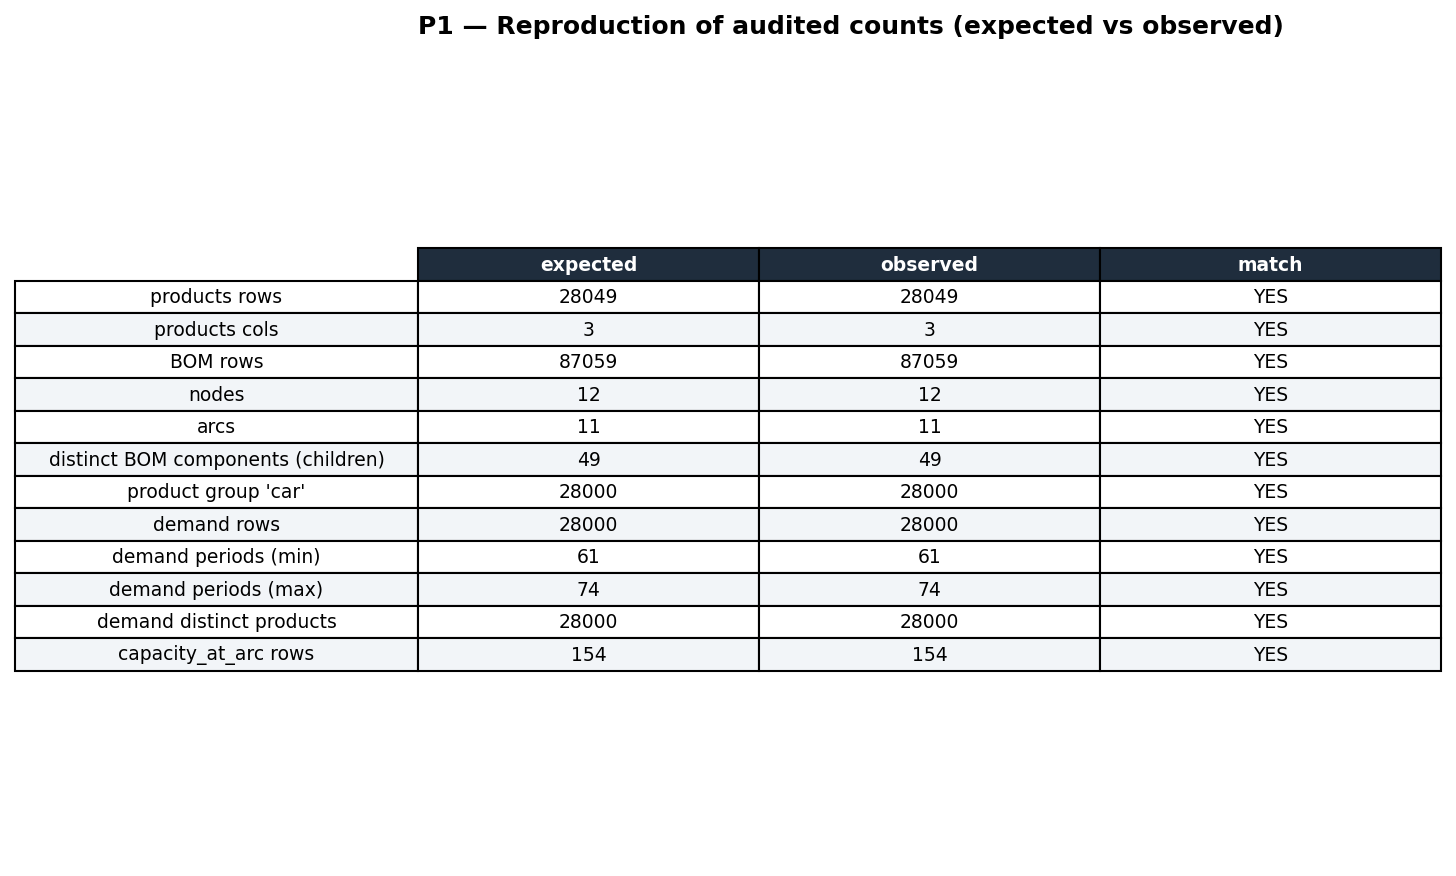 P1 — Reproduction of audited counts (expected vs observed)
expected observed match
products rows 28049 28049 YES
products cols 3 3 YES
BOM rows 87059 87059 YES
nodes 12 12 YES
arcs 11 11 YES
distinct BOM components (children) 49 49 YES
product group 'car' 28000 28000 YES
demand rows 28000 28000 YES
demand periods (min) 61 61 YES
demand periods (max) 74 74 YES
demand distinct products 28000 28000 YES
capacity_at_arc rows 154 154 YES